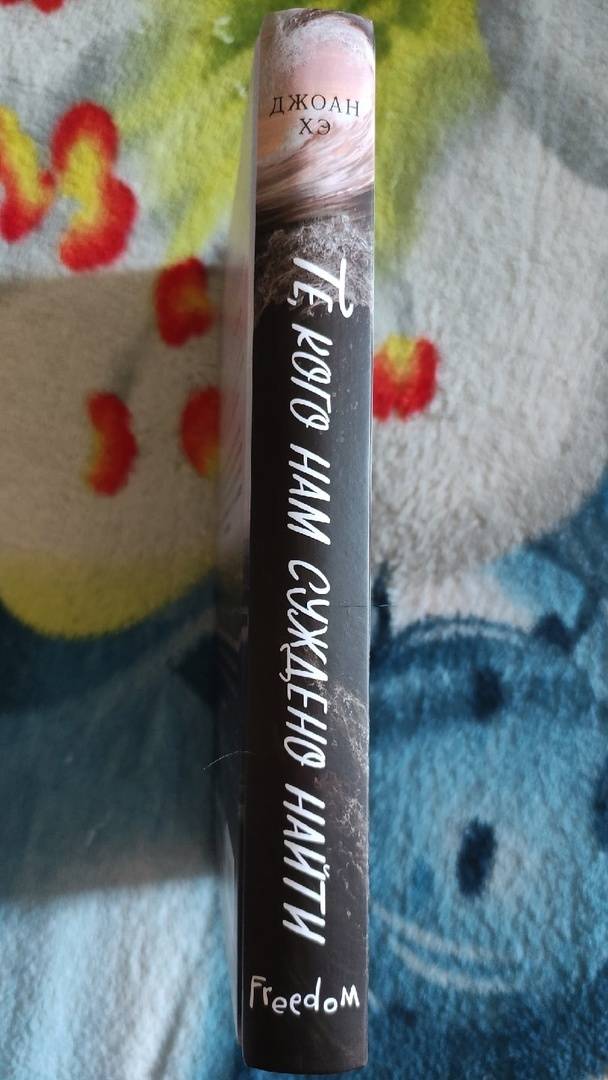 ДЖОАН
ХЭ
ТЕ, КОГО НАМ СУЖДЕНО НАЙТИ
Freedom